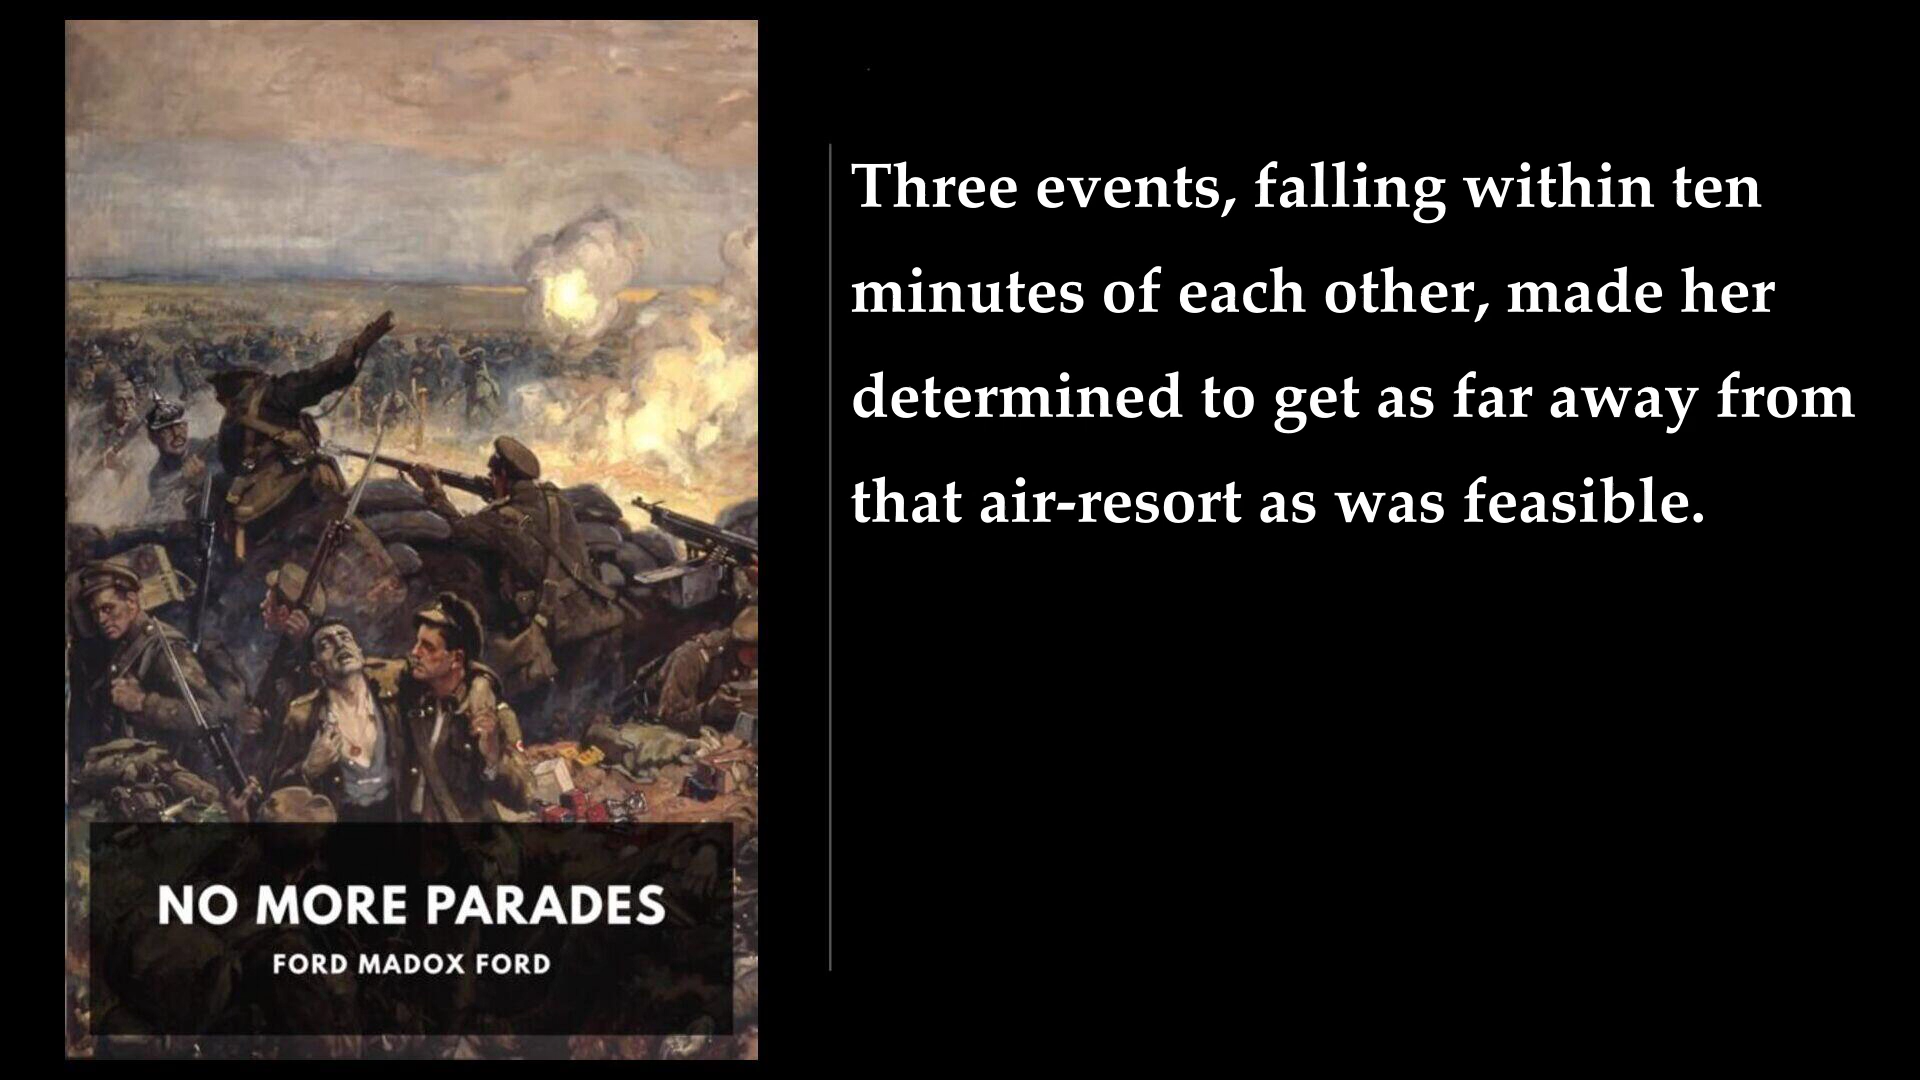 Three events, falling within ten
minutes of each other, made her
determined to get as far away from
that air-resort as was feasible.
NO MORE PARADES
FORD MADOX FORD